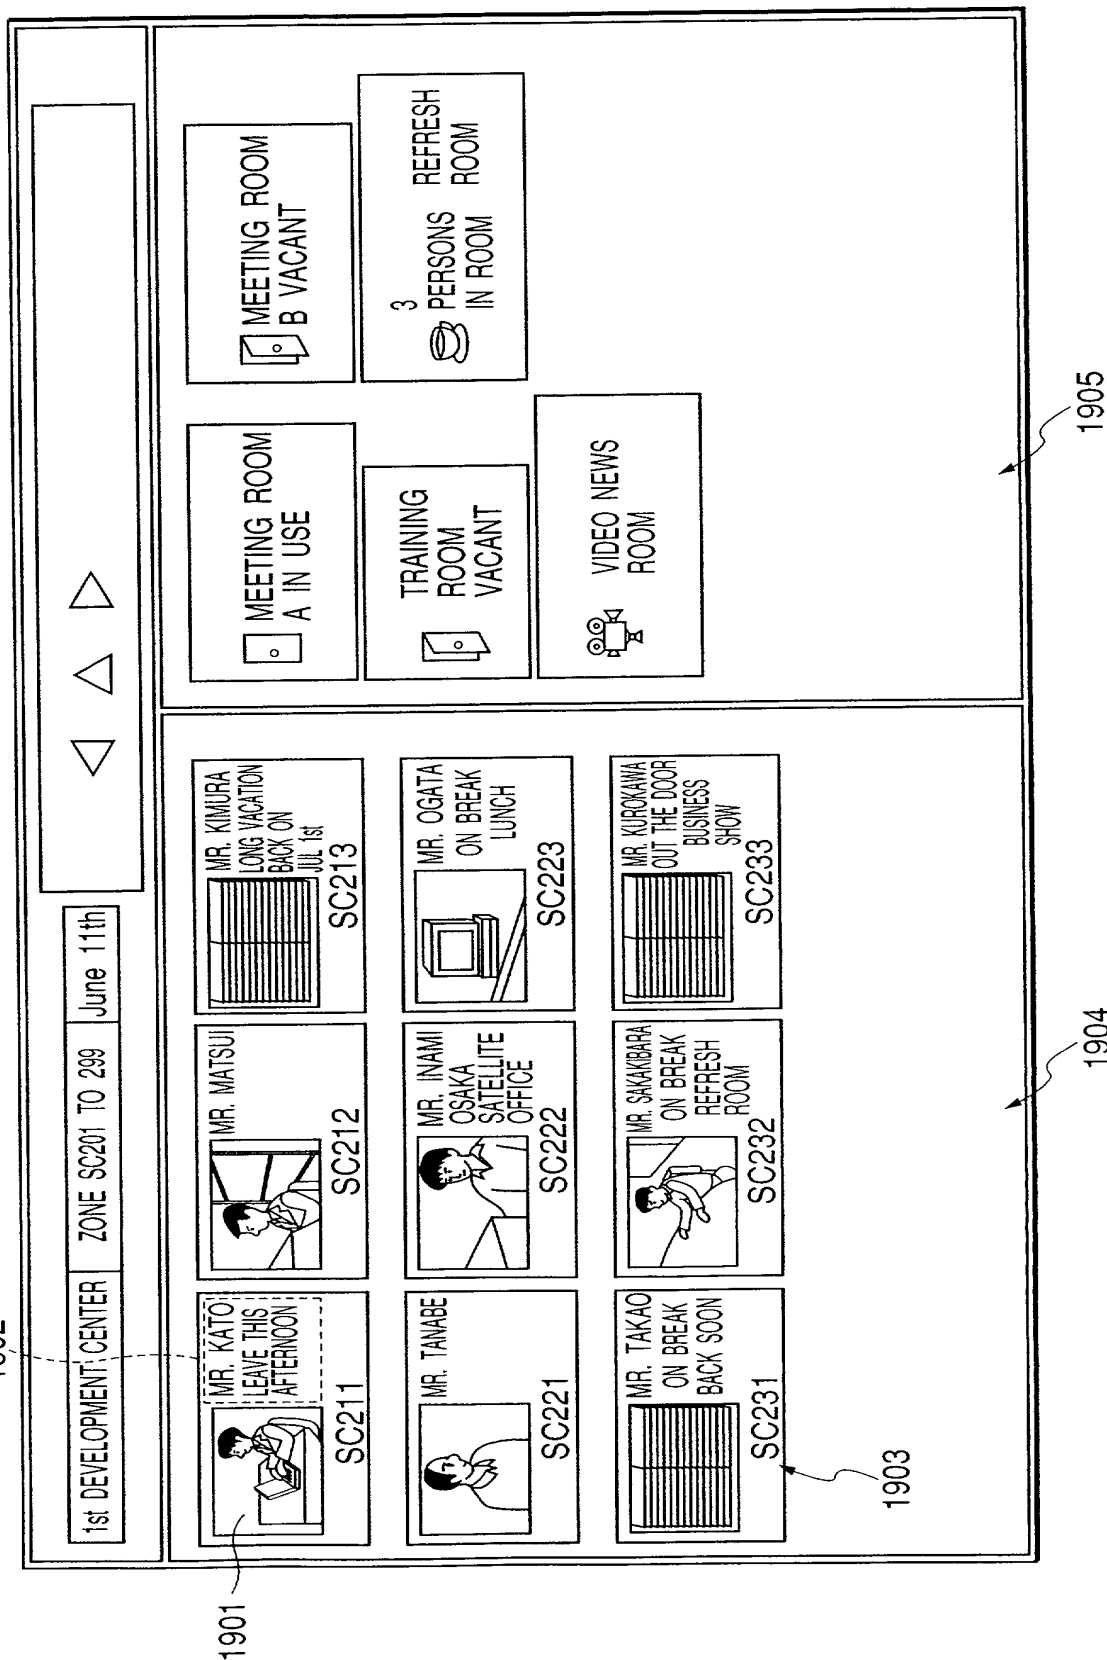 1st DEVELOPMENT CENTER
ZONE SC201 TO 299
June 11th
MR. KATO
LEAVE THIS
AFTERNOON
SC211
MR. MATSUI
SC212
MR. KIMURA
LONG VACATION
BACK ON
JUL 1st
SC213
MR. TANABE
SC221
MR. INAMI
OSAKA
SATELLITE
OFFICE
SC222
MR. OGATA
ON BREAK
LUNCH
SC223
MR. TAKAO
ON BREAK
BACK SOON
SC231
MR. SAKAKIBARA
ON BREAK
REFRESH
ROOM
SC232
MR. KUROKAWA
OUT THE DOOR
BUSINESS
SHOW
SC233
MEETING ROOM
A IN USE
MEETING ROOM
B VACANT
TRAINING
ROOM
VACANT
3
PERSONS
IN ROOM
REFRESH
ROOM
VIDEO NEWS
ROOM
1901
1903
1904
1905